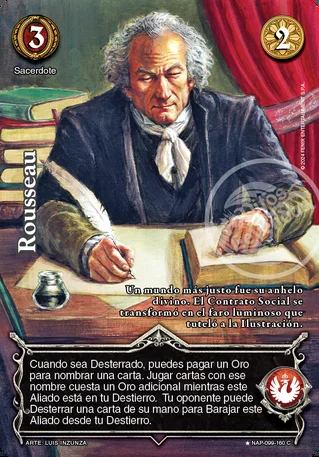 3
2
Sacerdote
Rousseau
Un mundo más justo fue su anhelo
divino. El Contrato Social se
transformó en el faro luminoso que
tuteló a la Ilustración.
Cuando sea Desterrado, puedes pagar un Oro
para nombrar una carta. Jugar cartas con ese
nombre cuesta un Oro adicional mientras este
Aliado está en tu Destierro. Tu oponente puede
Desterrar una carta de su mano para Barajar este
Aliado desde tu Destierro.
ARTE: LUIS INZUNZA
NAP-099-160 C